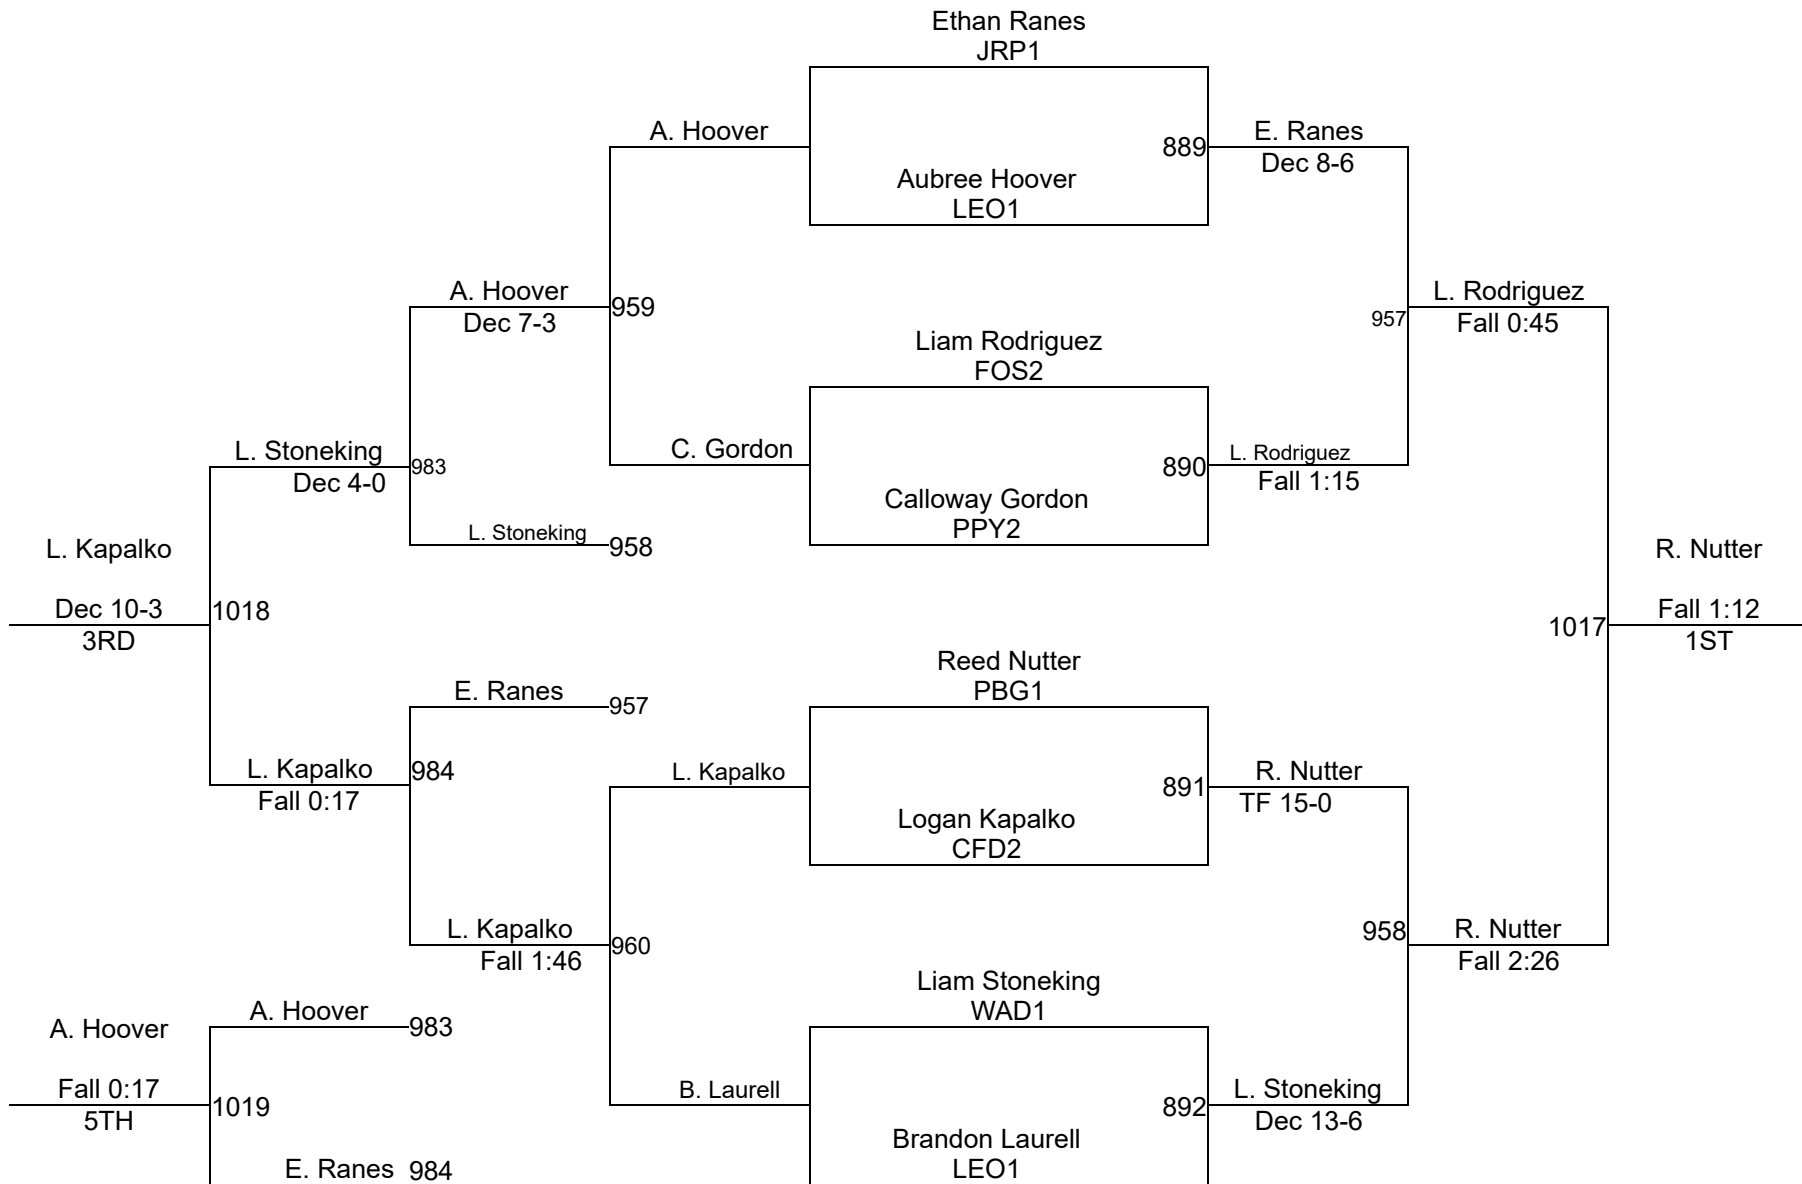 Ethan Ranes
JRP1
A. Hoover
889
E. Ranes
Dec 8-6
Aubree Hoover
LEO1
A. Hoover
Dec 7-3
959
957
L. Rodriguez
Fall 0:45
Liam Rodriguez
FOS2
L. Stoneking
Dec 4-0
983
C. Gordon
890
L. Rodriguez
Fall 1:15
Calloway Gordon
PPY2
L. Stoneking
958
L. Kapalko
Dec 10-3
3RD
1018
R. Nutter
Fall 1:12
1ST
1017
Reed Nutter
PBG1
E. Ranes
957
L. Kapalko
Fall 0:17
984
L. Kapalko
891
R. Nutter
TF 15-0
Logan Kapalko
CFD2
L. Kapalko
Fall 1:46
960
958
R. Nutter
Fall 2:26
Liam Stoneking
WAD1
A. Hoover
983
A. Hoover
Fall 0:17
5TH
1019
B. Laurell
892
L. Stoneking
Dec 13-6
Brandon Laurell
LEO1
E. Ranes
984